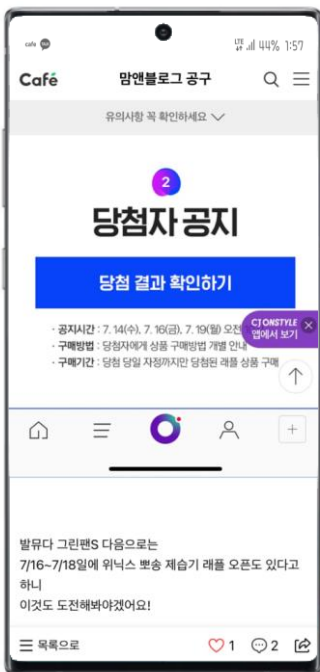 cafe
LTE 44% 1:57
Café 맘앤블로그 공구
유의사항 꼭 확인하세요
2
당첨자 공지
당첨 결과 확인하기
· 공지시간 : 7. 14(수), 7. 16(금), 7. 19(월) 오전
· 구매방법 : 당첨자에게 상품 구매방법 개별 안내
· 구매기간 : 당첨 당일 자정까지만 당첨된 래플 상품 구매
CJ ONSTYLE
앱에서 보기
발뮤다 그린팬S 다음으로는
7/16~7/18일에 위닉스 뽀송 제습기 래플 오픈도 있다고
하니
이것도 도전해봐야겠어요!
목록으로 1 2